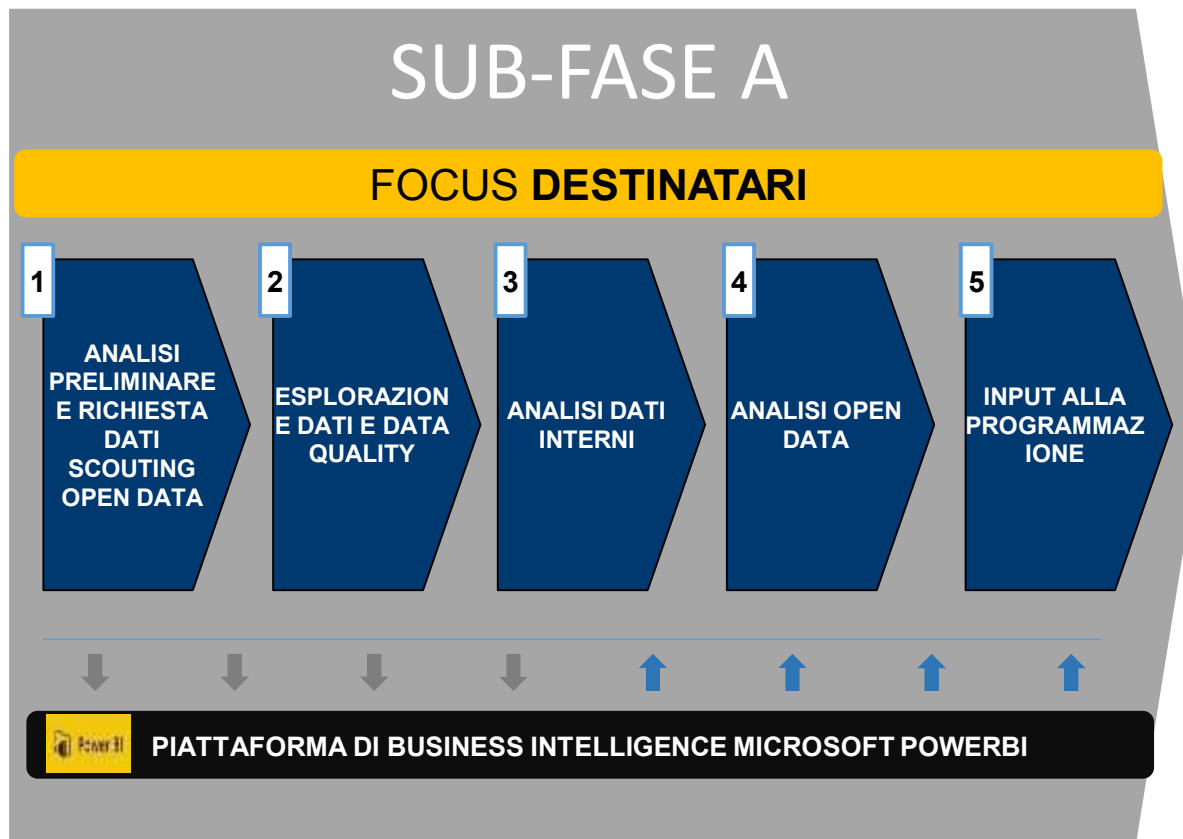 SUB-FASE A
FOCUS DESTINATARI
1
ANALISI
PRELIMINARE
E RICHIESTA
DATI
SCOUTING
OPEN DATA
2
ESPLORAZION
E DATI E DATA
QUALITY
3
ANALISI DATI
INTERNI
4
ANALISI OPEN
DATA
5
INPUT ALLA
PROGRAMMAZ
IONE
Power BI
PIATTAFORMA DI BUSINESS INTELLIGENCE MICROSOFT POWERBI